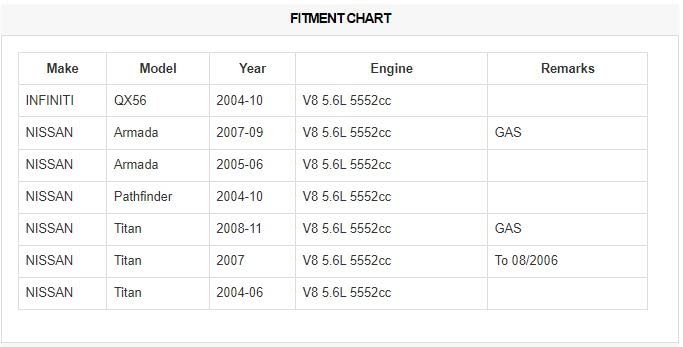 FITMENT CHART
Make Model Year Engine Remarks
INFINITI QX56 2004-10 V8 5.6L 5552cc
NISSAN Armada 2007-09 V8 5.6L 5552cc GAS
NISSAN Armada 2005-06 V8 5.6L 5552cc
NISSAN Pathfinder 2004-10 V8 5.6L 5552cc
NISSAN Titan 2008-11 V8 5.6L 5552cc GAS
NISSAN Titan 2007 V8 5.6L 5552cc To 08/2006
NISSAN Titan 2004-06 V8 5.6L 5552cc